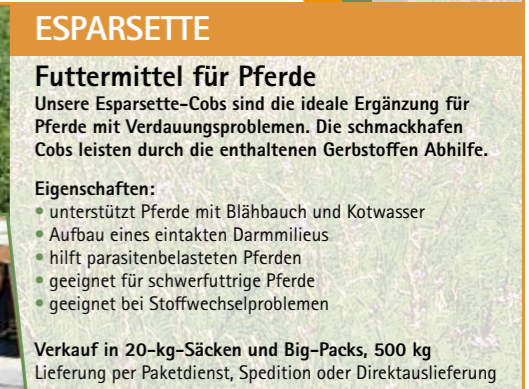 ESPARSETTE
Futtermittel für Pferde
Unsere Esparsette-Cobs sind die ideale Ergänzung für
Pferde mit Verdauungsproblemen. Die schmackhafen
Cobs leisten durch die enthaltenen Gerbstoffen Abhilfe.
Eigenschaften:
• unterstützt Pferde mit Blähbauch und Kotwasser
• Aufbau eines eintakten Darmmilieus
• hilft parasitenbelasteten Pferden
• geeignet für schwerfuttrige Pferde
• geeignet bei Stoffwechselproblemen
Verkauf in 20-kg-Säcken und Big-Packs, 500 kg
Lieferung per Paketdienst, Spedition oder Direktauslieferung